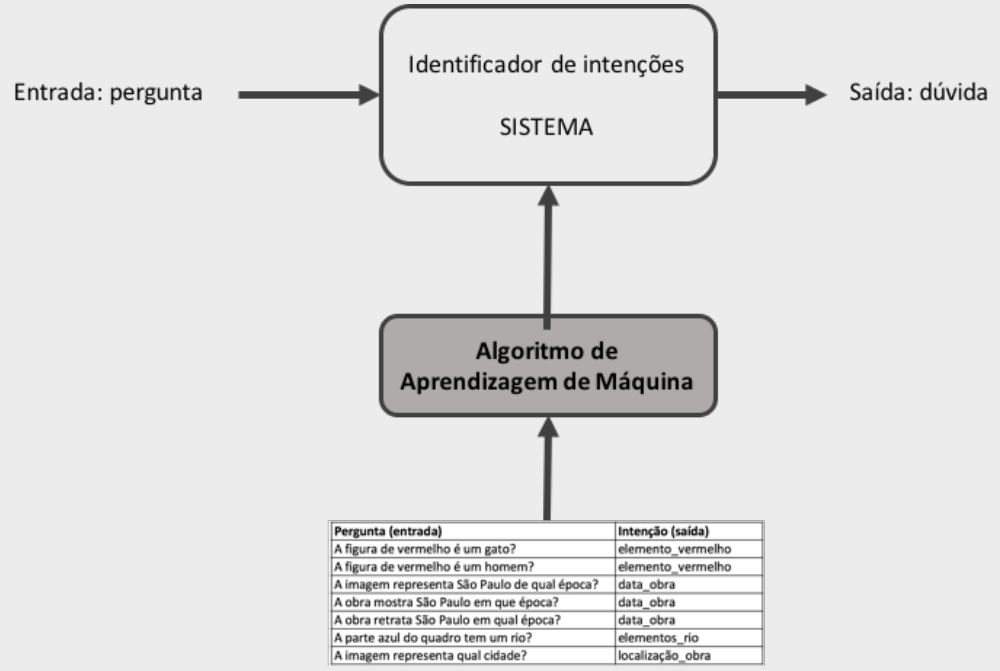 Identificador de intenções
Entrada: pergunta
Saída: dúvida
SISTEMA
Algoritmo de
Aprendizagem de Máquina
Pergunta (entrada) Intenção (saída)
A figura de vermelho é um gato? elemento_vermelho
A figura de vermelho é um homem? elemento_vermelho
A imagem representa São Paulo de qual época? data_obra
A obra mostra São Paulo em que época? data_obra
A obra retrata São Paulo em qual época? data_obra
A parte azul do quadro tem um rio? elementos_rio
A imagem representa qual cidade? localização_obra